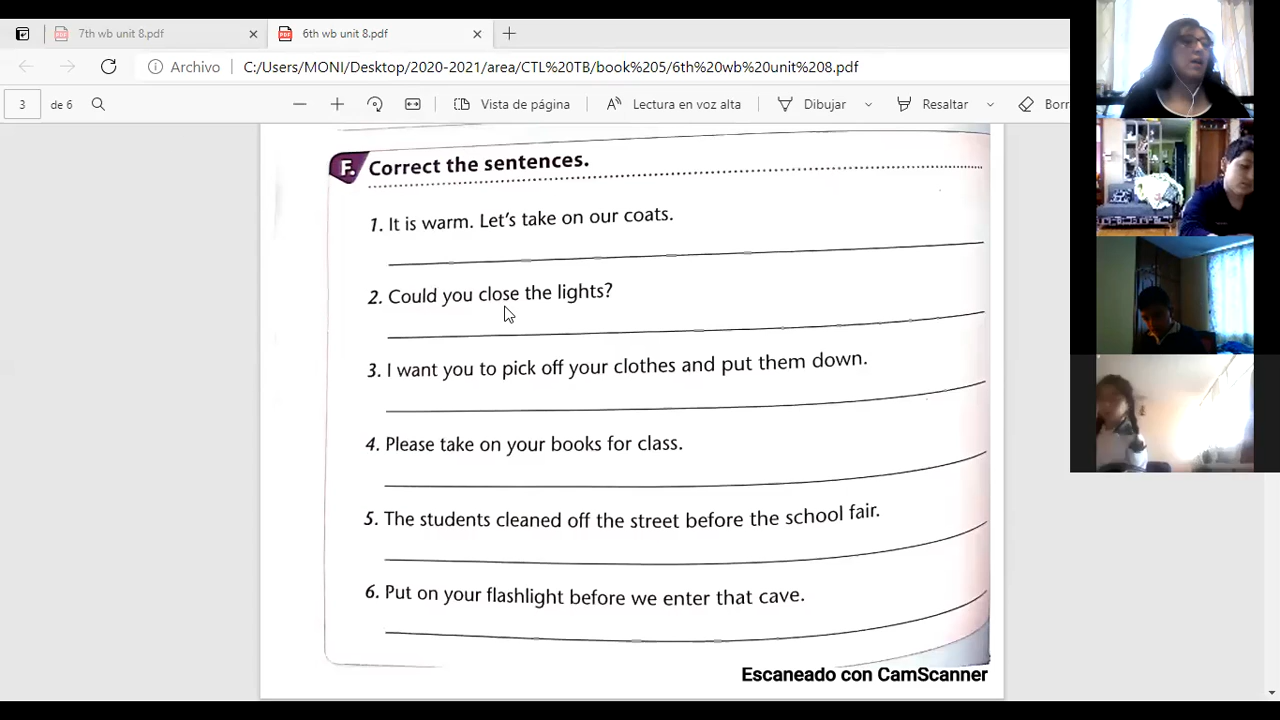 7th wb unit 8.pdf
6th wb unit 8.pdf
Archivo
C:/Users/MONI/Desktop/2020-2021/area/CTL%20TB/book%205/6th%20wb%20unit%208.pdf
3 de 6
Vista de página
Lectura en voz alta
Dibujar
Resaltar
Borr
F. Correct the sentences.
1. It is warm. Let's take on our coats.
2. Could you close the lights?
3. I want you to pick off your clothes and put them down.
4. Please take on your books for class.
5. The students cleaned off the street before the school fair.
6. Put on your flashlight before we enter that cave.
Escaneado con CamScanner